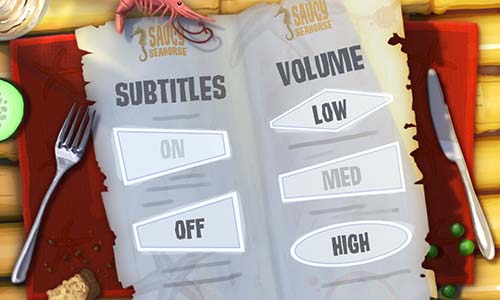 SAUCY
SEAHORSE
SUBTITLES
ON
OFF
SAUCY
SEAHORSE
VOLUME
LOW
MED
HIGH